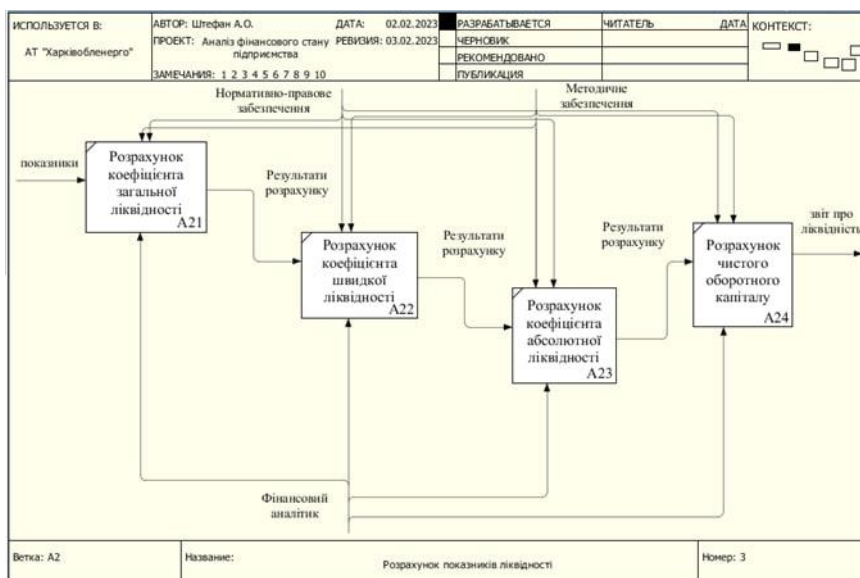 ИСПОЛЬЗУЕТСЯ В:
АТ "Харківобленерго"
АВТОР: Штефан А.О.
ДАТА: 02.02.2023
ПРОЕКТ: Аналіз фінансового стану
підприємства
РЕВИЗИЯ: 03.02.2023
ЗАМЕЧАНИЯ: 1 2 3 4 5 6 7 8 9 10
РАЗРАБАТЫВАЕТСЯ
ЧЕРНОВИК
РЕКОМЕНДОВАНО
ПУБЛИКАЦИЯ
ЧИТАТЕЛЬ
ДАТА
КОНТЕКСТ:
Нормативно-правове
забезпечення
Методичне
забезпечення
показники
Розрахунок
коефіцієнта
загальної
ліквідності
A21
Результати
розрахунку
Розрахунок
коефіцієнта
швидкої
ліквідності
A22
Результати
розрахунку
Розрахунок
коефіцієнта
абсолютної
ліквідності
A23
Результати
розрахунку
Розрахунок
чистого
оборотного
капіталу
A24
звіт про
ліквідність
Фінансовий
аналітик
Ветка: A2
Название:
Розрахунок показників ліквідності
Номер: 3